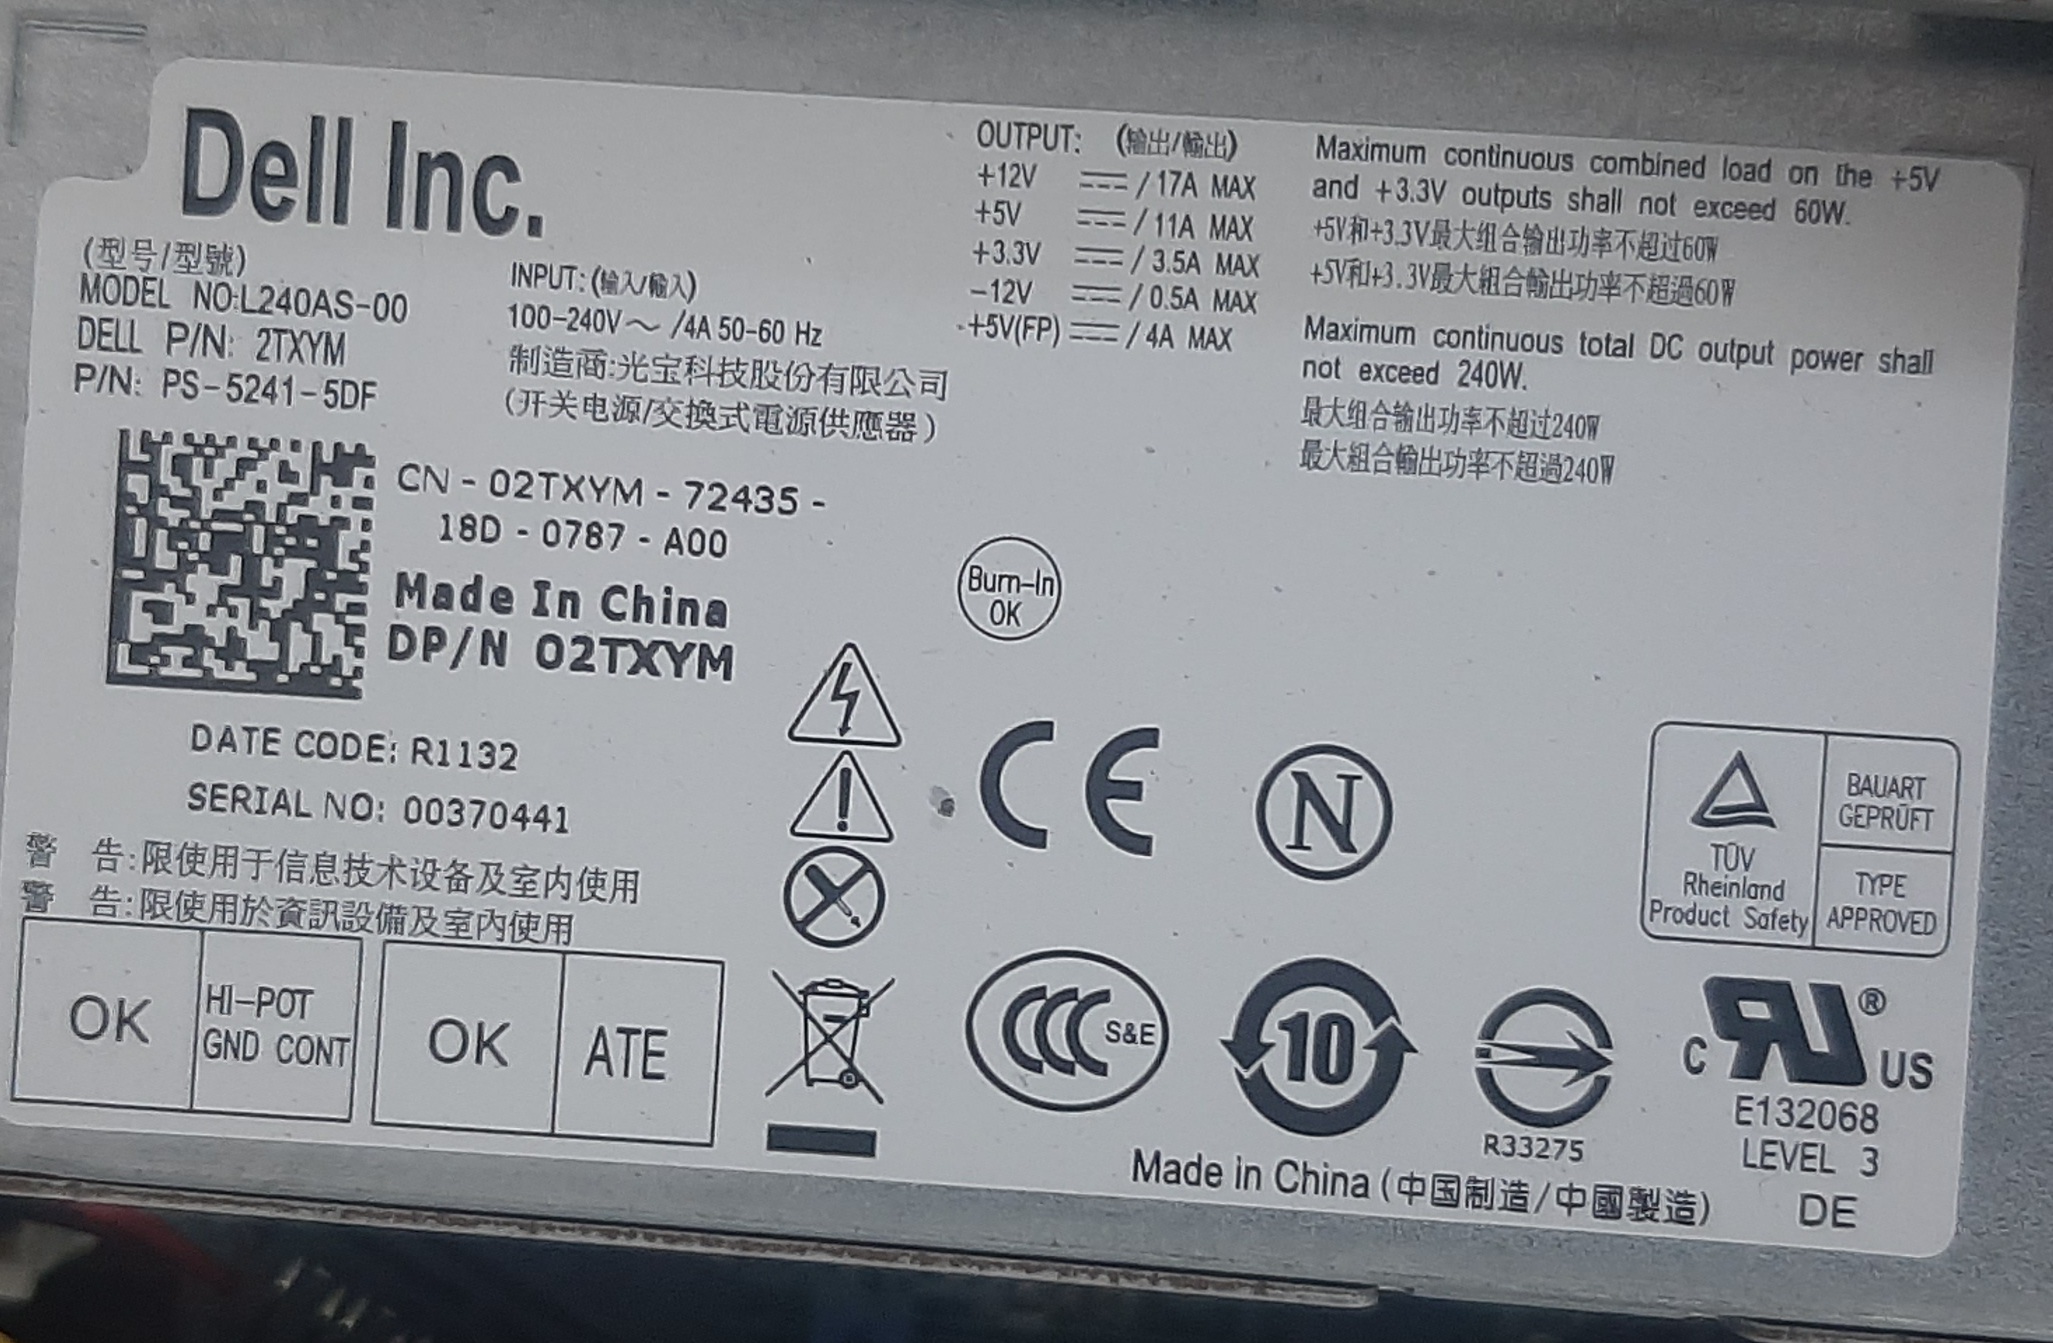 Dell Inc.
(型号/型號)
MODEL NO:L240AS-00
DELL P/N: 2TXYM
P/N: PS-5241-5DF
INPUT: (输入/輸入)
100-240V～ /4A 50-60 Hz
制造商:光宝科技股份有限公司
(开关电源/交換式電源供應器)
OUTPUT: (输出/輸出)
+12V ⎓ / 17A MAX
+5V ⎓ / 11A MAX
+3.3V ⎓ / 3.5A MAX
-12V ⎓ / 0.5A MAX
+5V(FP) ⎓ / 4A MAX
Maximum continuous combined load on the +5V
and +3.3V outputs shall not exceed 60W.
+5V和+3.3V最大组合输出功率不超过60W
+5V和+3.3V最大組合輸出功率不超過60W
Maximum continuous total DC output power shall
not exceed 240W.
最大组合输出功率不超过240W
最大組合輸出功率不超過240W
CN - 02TXYM - 72435 -
18D - 0787 - A00
Made In China
DP/N 02TXYM
DATE CODE: R1132
SERIAL NO: 00370441
警 告:限使用于信息技术设备及室内使用
警 告:限使用於資訊設備及室內使用
OK
HI-POT
GND CONT
OK
ATE
Burn-In
OK
CE
N
TÜV
Rheinland
Product Safety
BAUART
GEPRÜFT
TYPE
APPROVED
CCC S&E
10
R33275
C RU ® US
E132068
LEVEL 3
Made in China (中国制造/中國製造)
DE